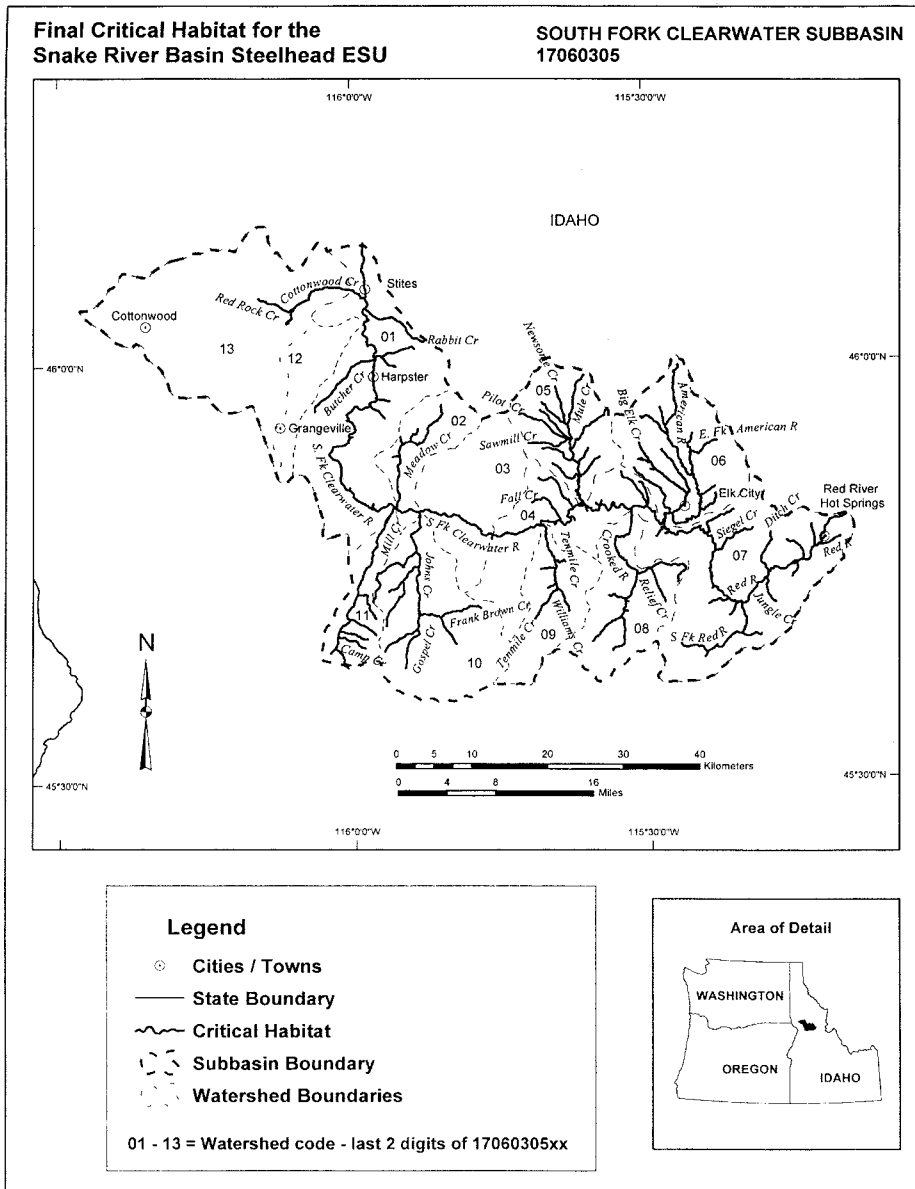 Final Critical Habitat for the
Snake River Basin Steelhead ESU
SOUTH FORK CLEARWATER SUBBASIN
17060305
116°0'0"W
115°30'0"W
IDAHO
Cottonwood Cr
Stites
Red Rock Cr
Cottonwood
01
Rabbit Cr
13
12
46°0'0"N
46°0'0"N
Butcher Cr
Harpster
Newsome Cr
05
Mule Cr
Big Elk Cr
American R
Pilot Cr
Grangeville
02
Meadow Cr
Sawmill Cr
E. Fk American R
03
06
S. Fk Clearwater R
Fall Cr
04
Elk City
Red River
Hot Springs
Siegel Cr
Ditch Cr
Mill Cr
S Fk Clearwater R
Johns Cr
Tenmile Cr
Crooked R
07
Red R
Red R
Relief Cr
Jungle Cr
11
Frank Brown Cr
Williams Cr
08
S Fk Red R
Camp Cr
Gospel Cr
10
Tenmile Cr
09
N
0 5 10 20 30 40
Kilometers
0 4 8 16
Miles
45°30'0"N
45°30'0"N
116°0'0"W
115°30'0"W
Legend
Cities / Towns
State Boundary
Critical Habitat
Subbasin Boundary
Watershed Boundaries
01 - 13 = Watershed code - last 2 digits of 17060305xx
Area of Detail
WASHINGTON
OREGON
IDAHO